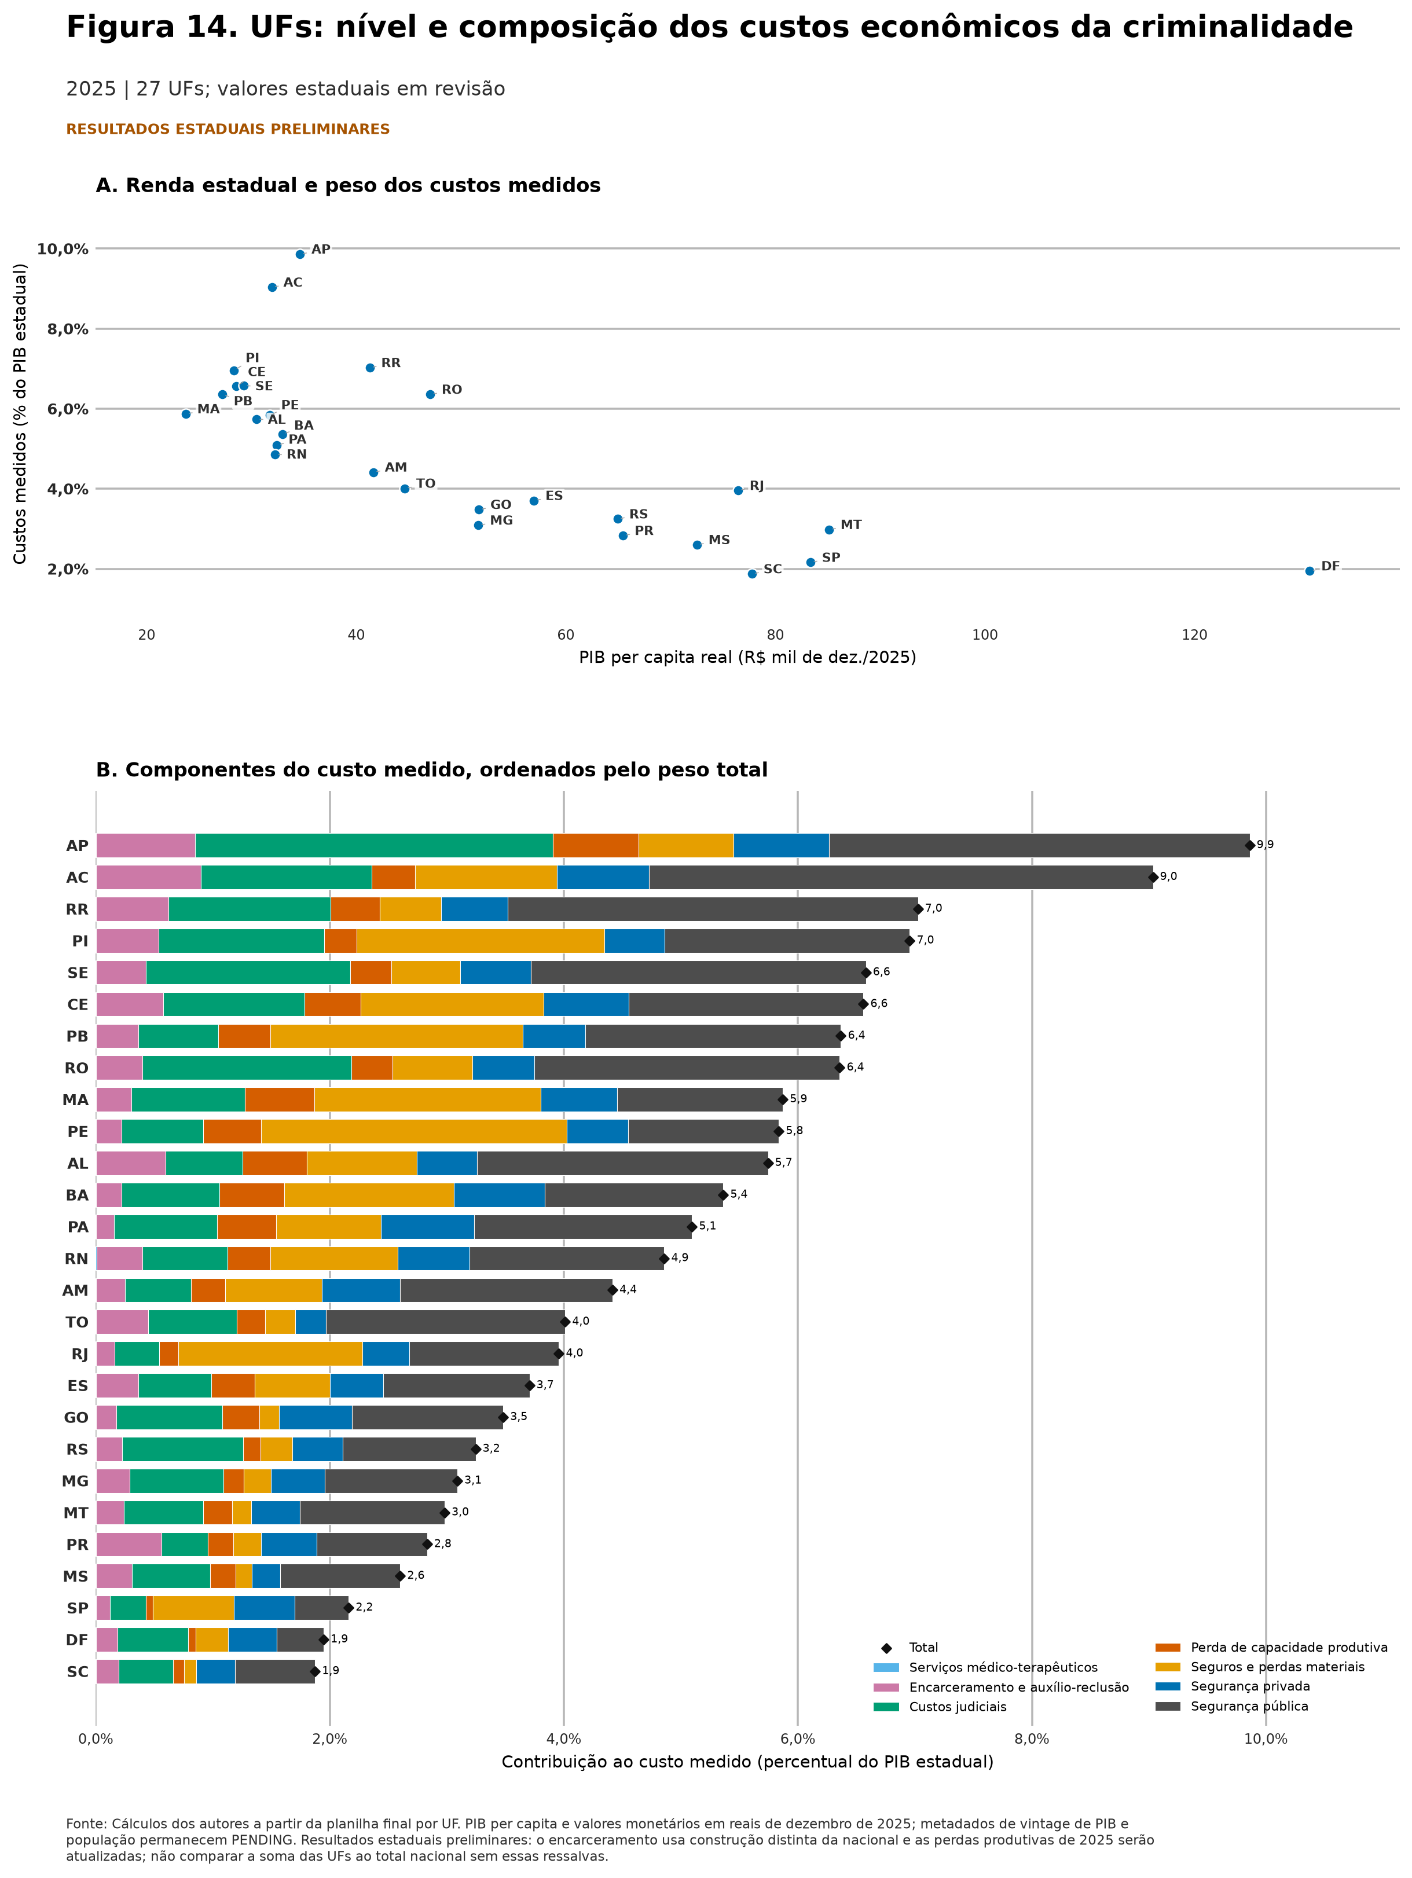 Figura 14. UFs: nível e composição dos custos econômicos da criminalidade
2025 | 27 UFs; valores estaduais em revisão
RESULTADOS ESTADUAIS PRELIMINARES
A. Renda estadual e peso dos custos medidos
Custos medidos (% do PIB estadual)
10,0%
8,0%
6,0%
4,0%
2,0%
AP
AC
PI
CE
SE
RR
RO
PB
MA
PE
AL
BA
PA
RN
AM
TO
GO
MG
ES
RS
PR
MS
RJ
SC
SP
MT
DF
20 40 60 80 100 120
PIB per capita real (R$ mil de dez./2025)
B. Componentes do custo medido, ordenados pelo peso total
AP 9,9
AC 9,0
RR 7,0
PI 7,0
SE 6,6
CE 6,6
PB 6,4
RO 6,4
MA 5,9
PE 5,8
AL 5,7
BA 5,4
PA 5,1
RN 4,9
AM 4,4
TO 4,0
RJ 4,0
ES 3,7
GO 3,5
RS 3,2
MG 3,1
MT 3,0
PR 2,8
MS 2,6
SP 2,2
DF 1,9
SC 1,9
Total
Serviços médico-terapêuticos
Encarceramento e auxílio-reclusão
Custos judiciais
Perda de capacidade produtiva
Seguros e perdas materiais
Segurança privada
Segurança pública
0,0% 2,0% 4,0% 6,0% 8,0% 10,0%
Contribuição ao custo medido (percentual do PIB estadual)
Fonte: Cálculos dos autores a partir da planilha final por UF. PIB per capita e valores monetários em reais de dezembro de 2025; metadados de vintage de PIB e
população permanecem PENDING. Resultados estaduais preliminares: o encarceramento usa construção distinta da nacional e as perdas produtivas de 2025 serão
atualizadas; não comparar a soma das UFs ao total nacional sem essas ressalvas.